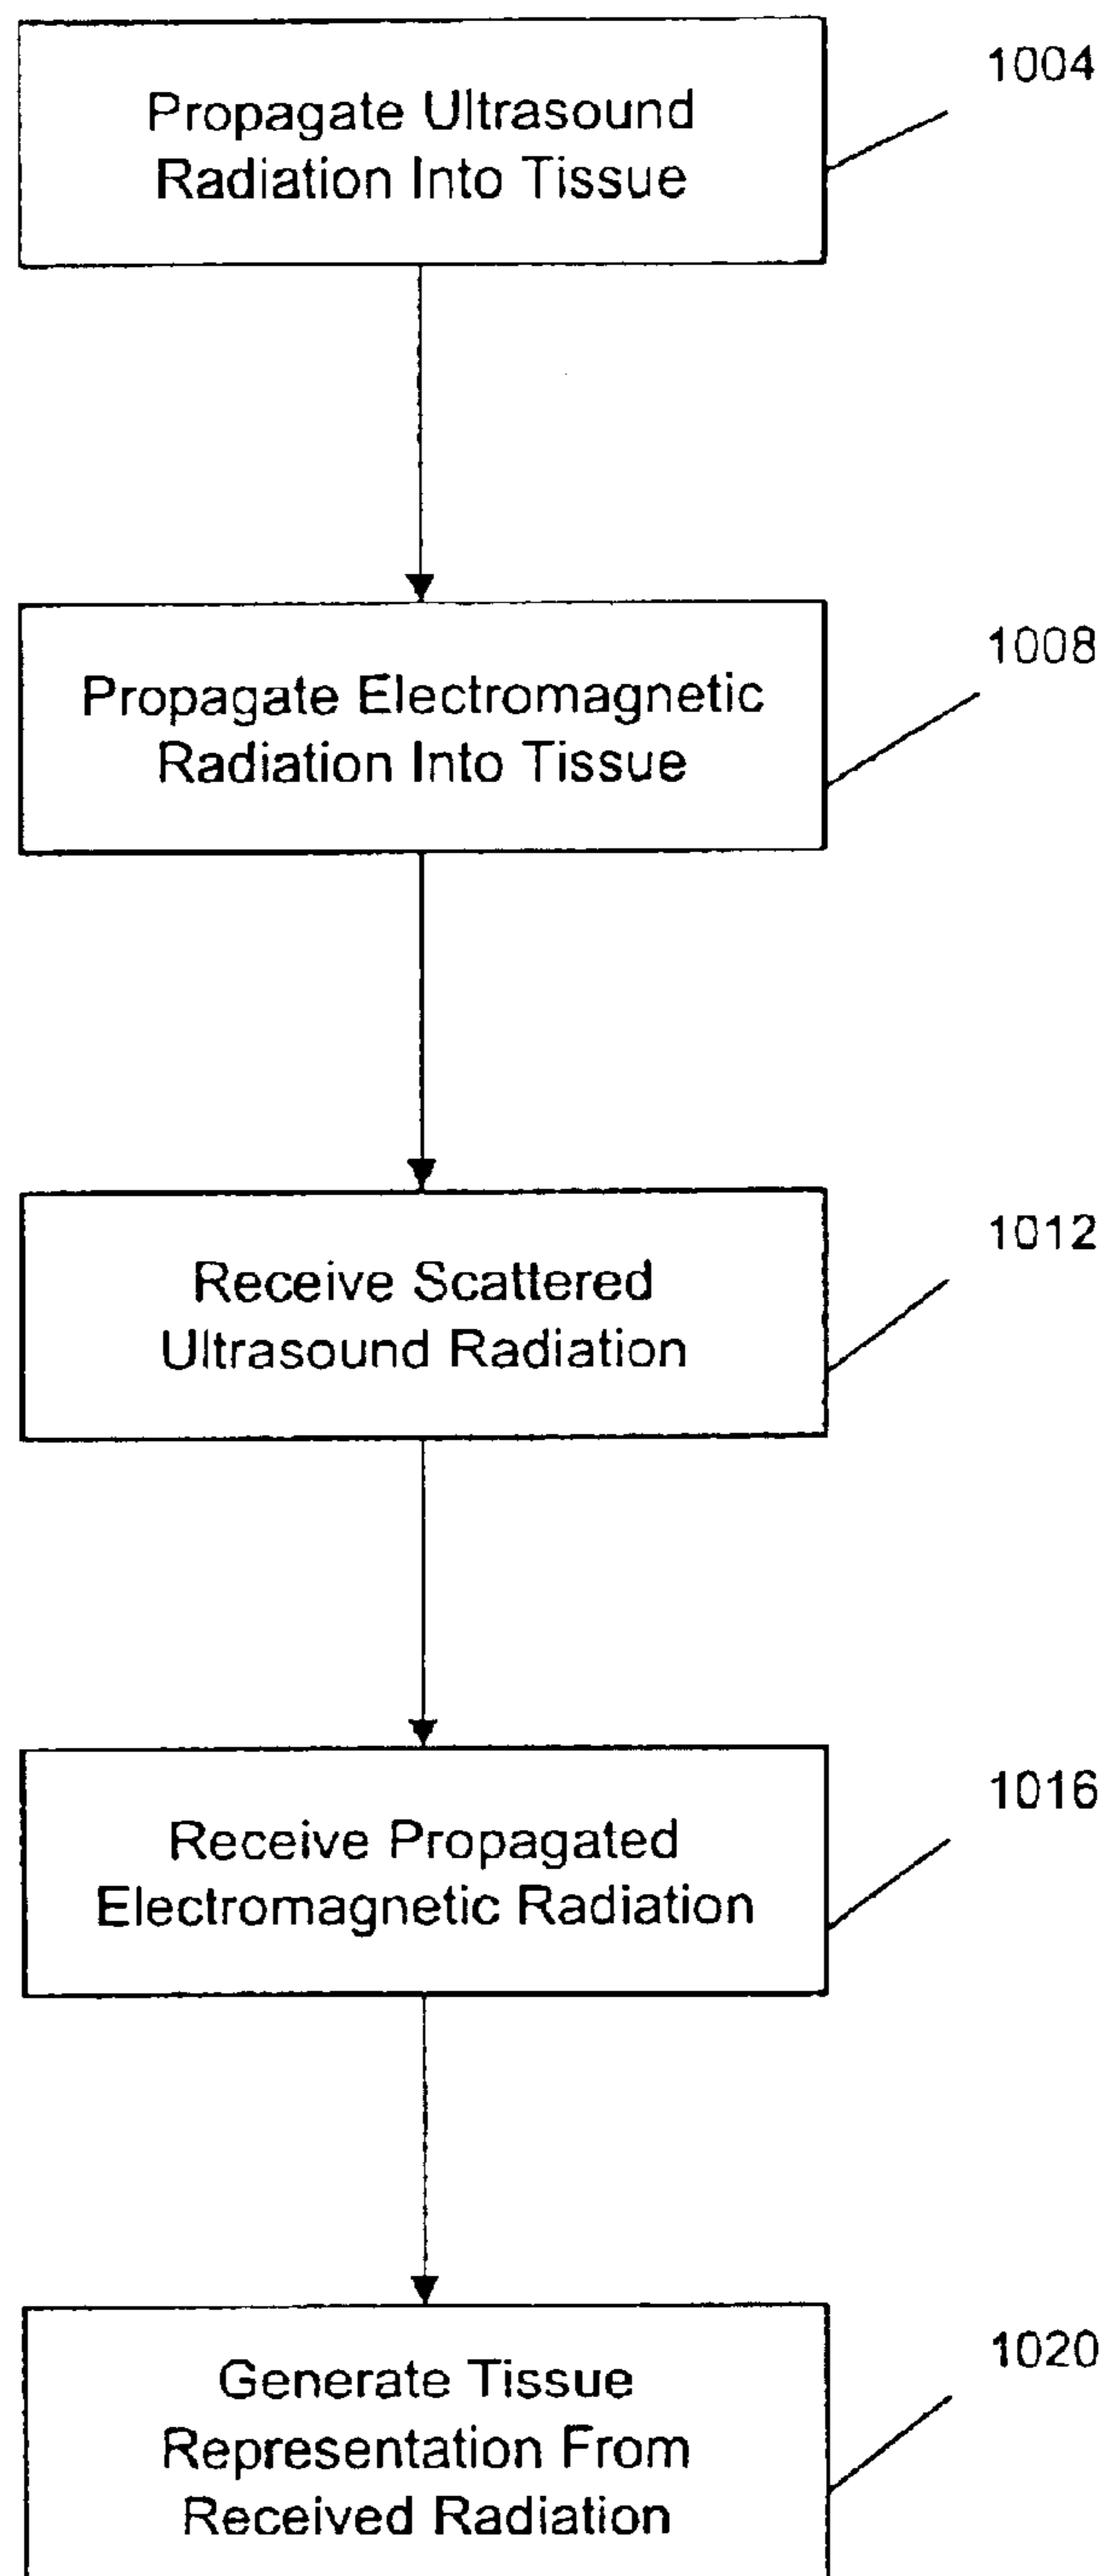 Propagate Ultrasound
Radiation Into Tissue
1004
Propagate Electromagnetic
Radiation Into Tissue
1008
Receive Scattered
Ultrasound Radiation
1012
Receive Propagated
Electromagnetic Radiation
1016
Generate Tissue
Representation From
Received Radiation
1020